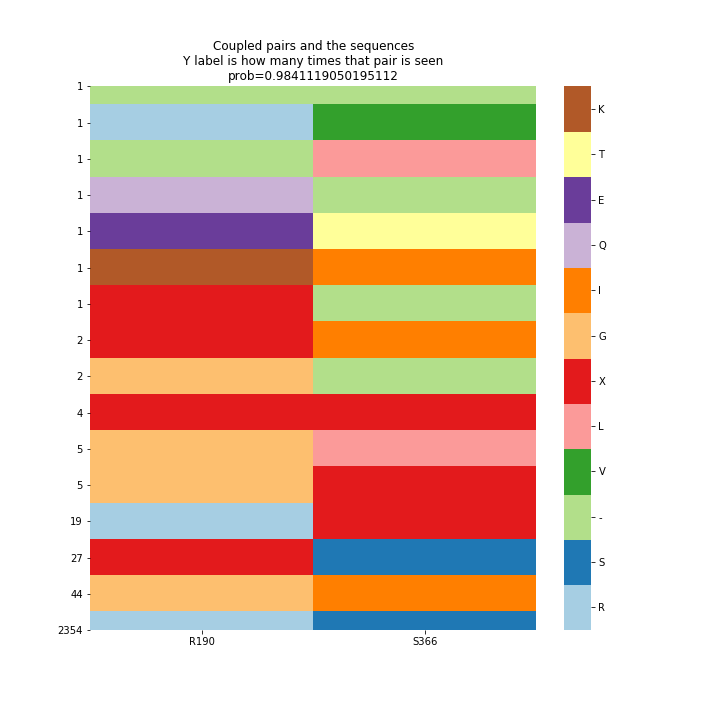 Coupled pairs and the sequences
Y label is how many times that pair is seen
prob=0.9841119050195112
1
1
1
1
1
1
1
2
2
4
5
5
19
27
44
2354
R190
S366
K
T
E
Q
I
G
X
L
V
-
S
R